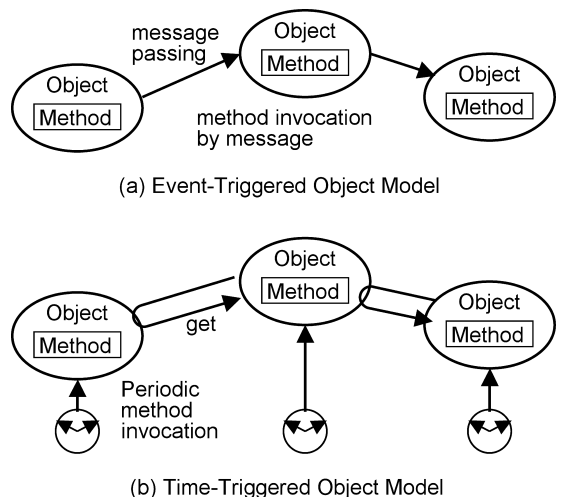 message
passing
Object
Method
Object
Method
Object
Method
method invocation
by message
(a) Event-Triggered Object Model
Object
Method
get
Object
Method
Object
Method
Periodic
method
invocation
(b) Time-Triggered Object Model